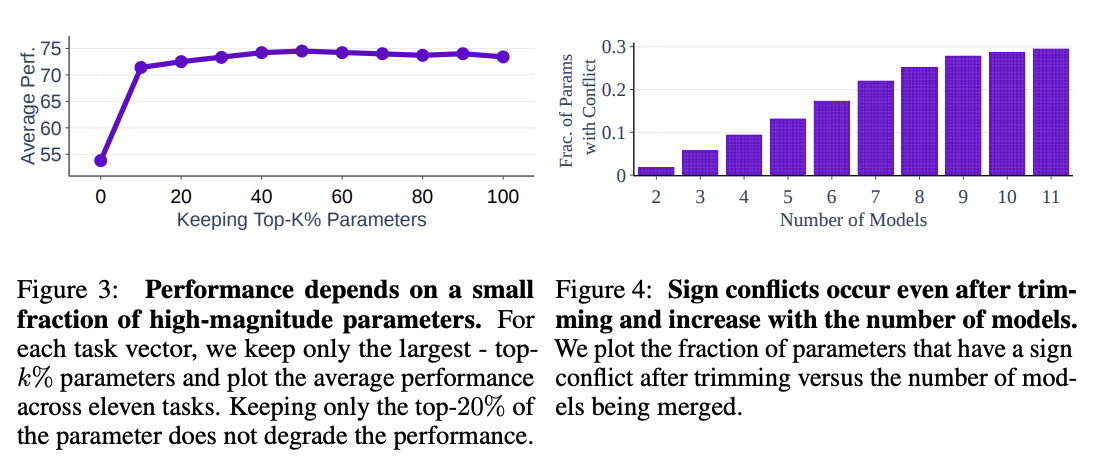 Average Perf.
75
70
65
60
55
0 20 40 60 80 100
Keeping Top-K% Parameters
Frac. of Params
with Conflict
0.3
0.2
0.1
0
2 3 4 5 6 7 8 9 10 11
Number of Models
Figure 3: Performance depends on a small
fraction of high-magnitude parameters. For
each task vector, we keep only the largest - top-
k% parameters and plot the average performance
across eleven tasks. Keeping only the top-20% of
the parameter does not degrade the performance.
Figure 4: Sign conflicts occur even after trim-
ming and increase with the number of models.
We plot the fraction of parameters that have a sign
conflict after trimming versus the number of mod-
els being merged.